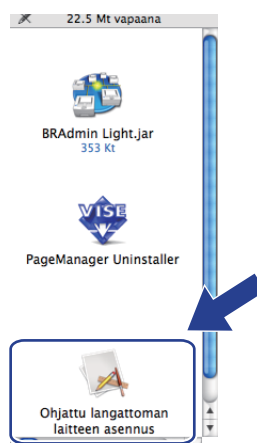 22.5 Mt vapaana
BRAdmin Light.jar
353 Kt
VISE
PageManager Uninstaller
Ohjattu langattoman
laitteen asennus